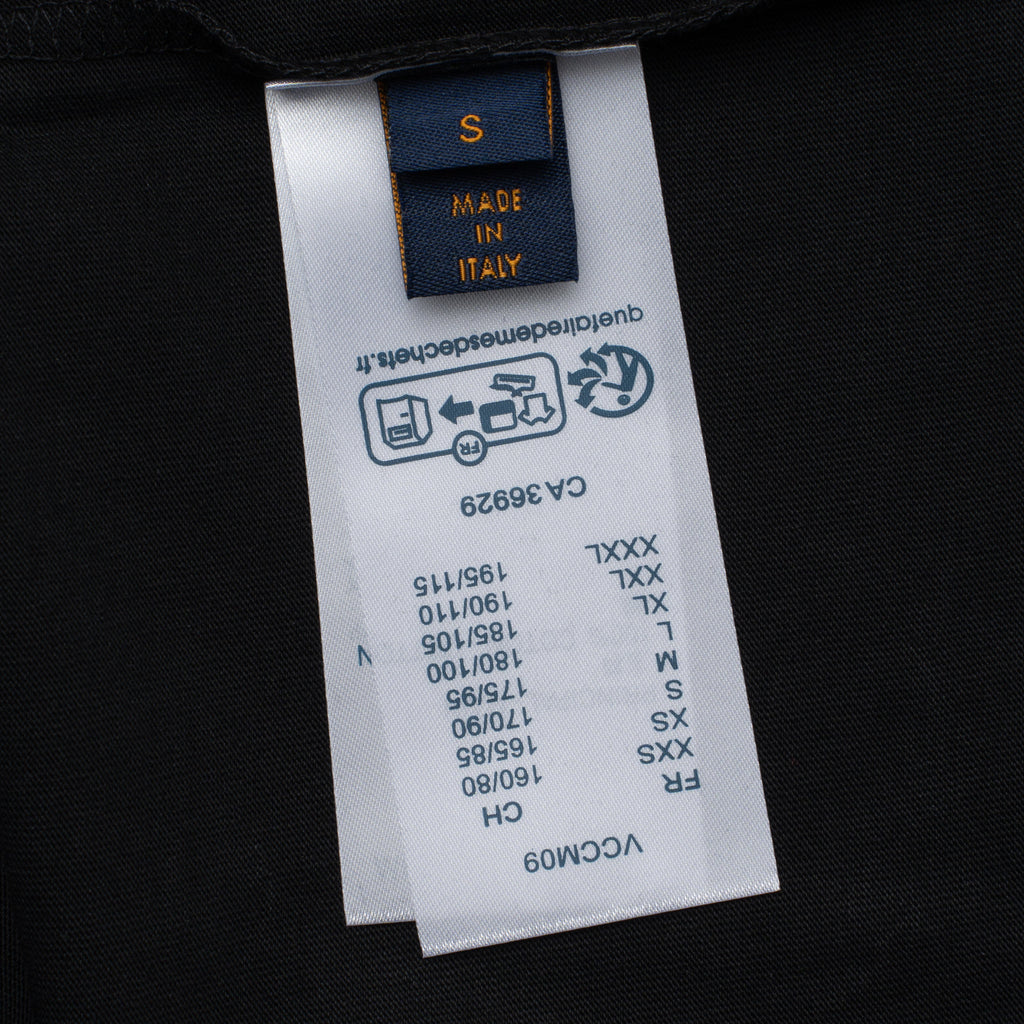 S
MADE
IN
ITALY
VCCM09
FR CH
XXS 160/80
XS 165/85
S 170/90
M 175/95
L 180/100
XL 185/105
XXL 190/110
XXXL 195/115
CA 36929
FR
quefairedemesdechets.fr